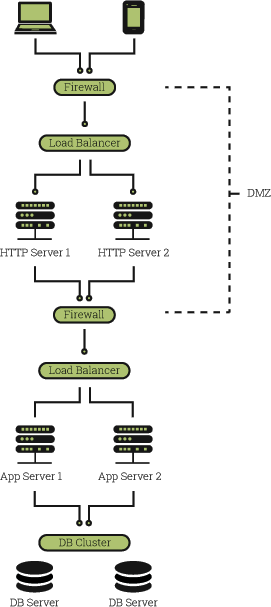 Firewall
Load Balancer
DMZ
HTTP Server 1
HTTP Server 2
Firewall
Load Balancer
App Server 1
App Server 2
DB Cluster
DB Server
DB Server